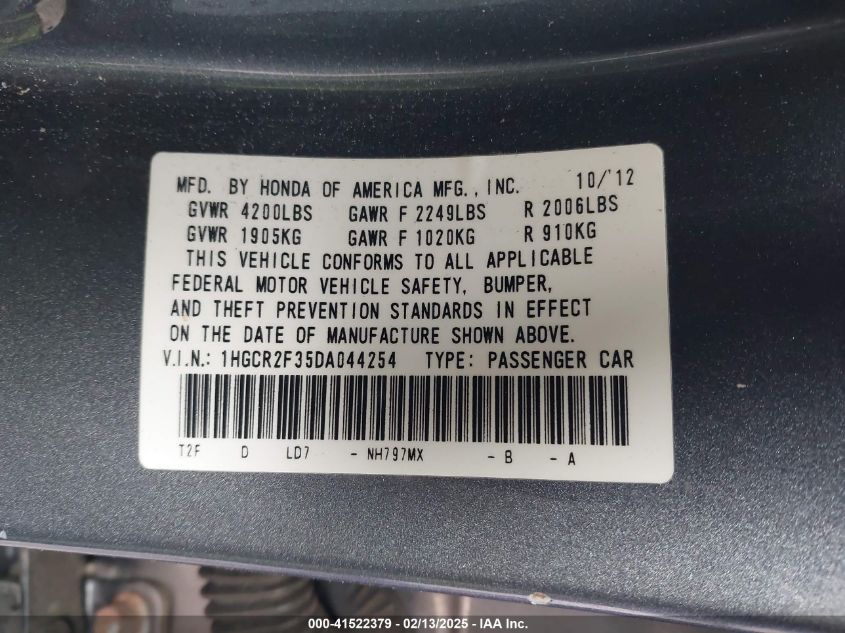 MFD. BY HONDA OF AMERICA MFG., INC. 10/'12
GVWR 4200LBS GAWR F 2249LBS R 2006LBS
GVWR 1905KG GAWR F 1020KG R 910KG
THIS VEHICLE CONFORMS TO ALL APPLICABLE
FEDERAL MOTOR VEHICLE SAFETY, BUMPER,
AND THEFT PREVENTION STANDARDS IN EFFECT
ON THE DATE OF MANUFACTURE SHOWN ABOVE.
V.I.N.: 1HGCR2F35DA044254 TYPE: PASSENGER CAR
T2F D LD7 - NH797MX - B - A
000-41522379 - 02/13/2025 - IAA Inc.